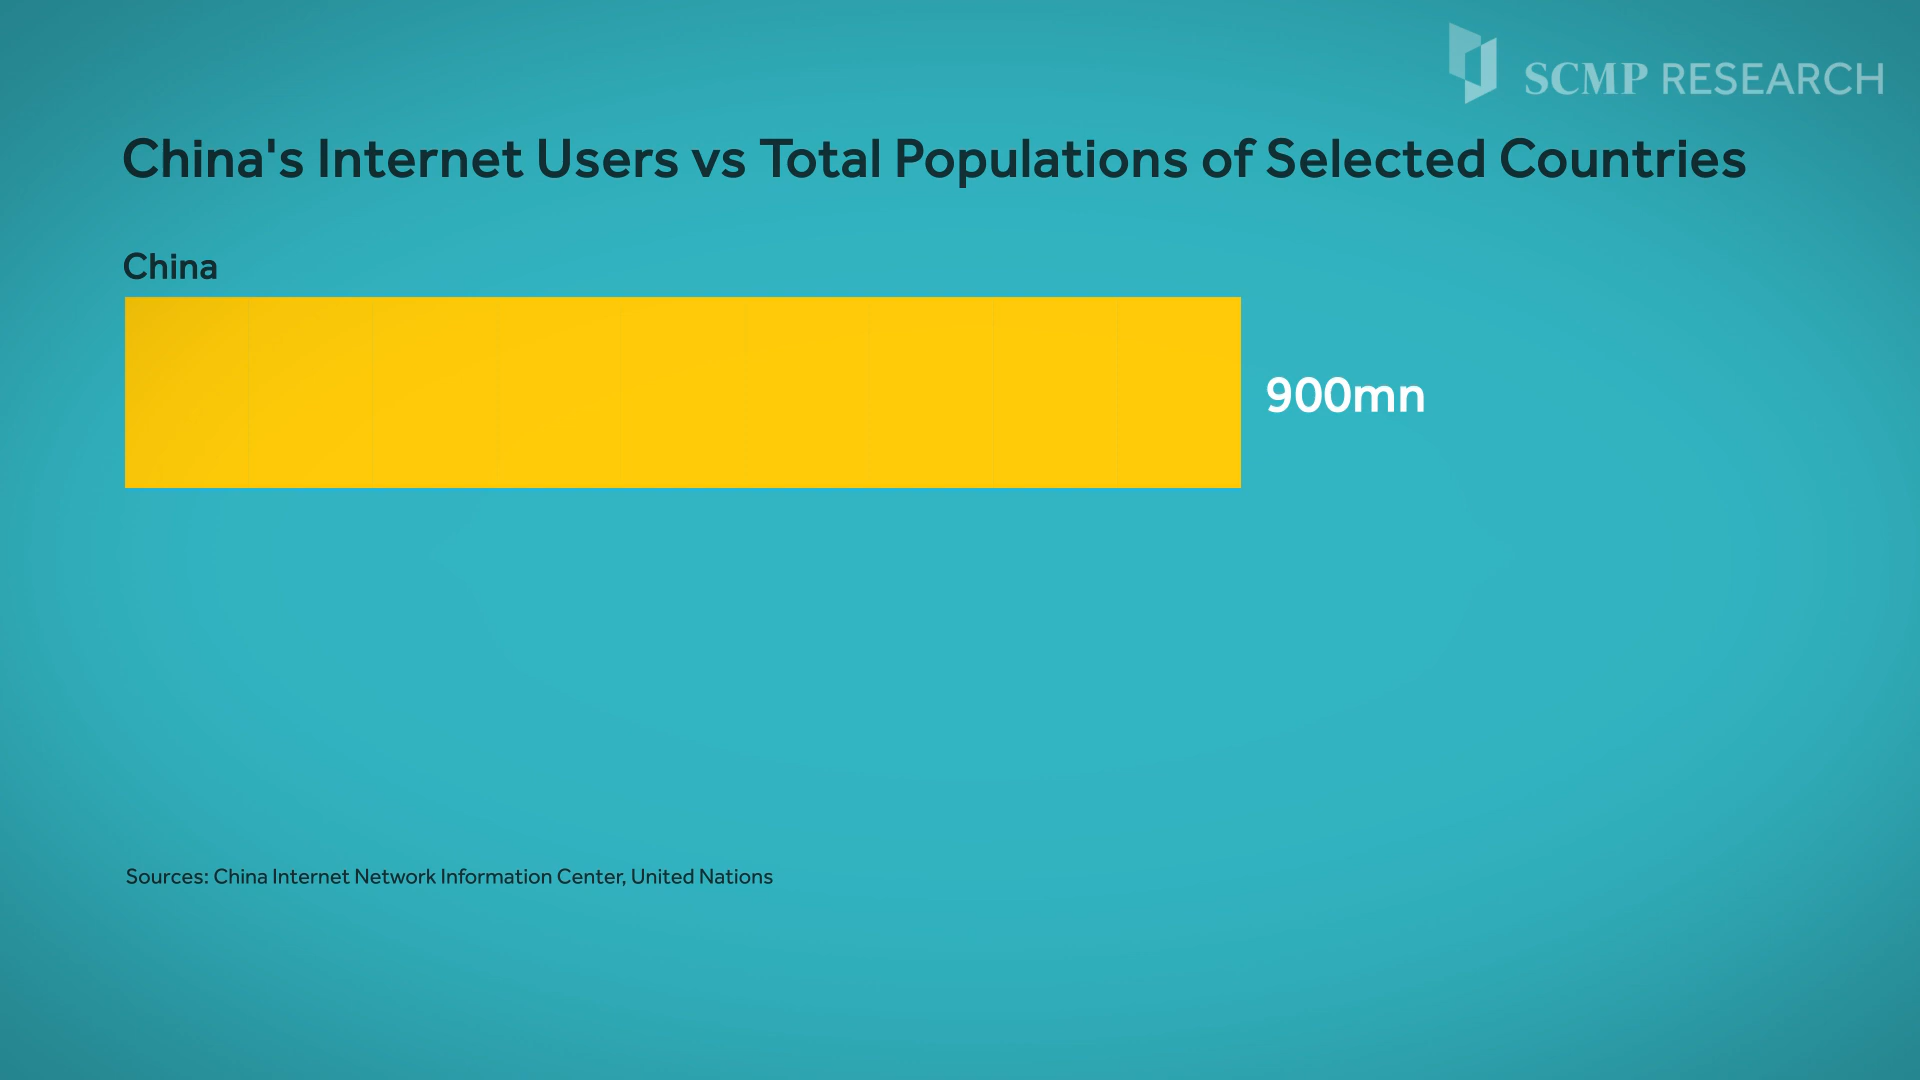 SCMP RESEARCH
China's Internet Users vs Total Populations of Selected Countries
China
900mn
Sources: China Internet Network Information Center, United Nations